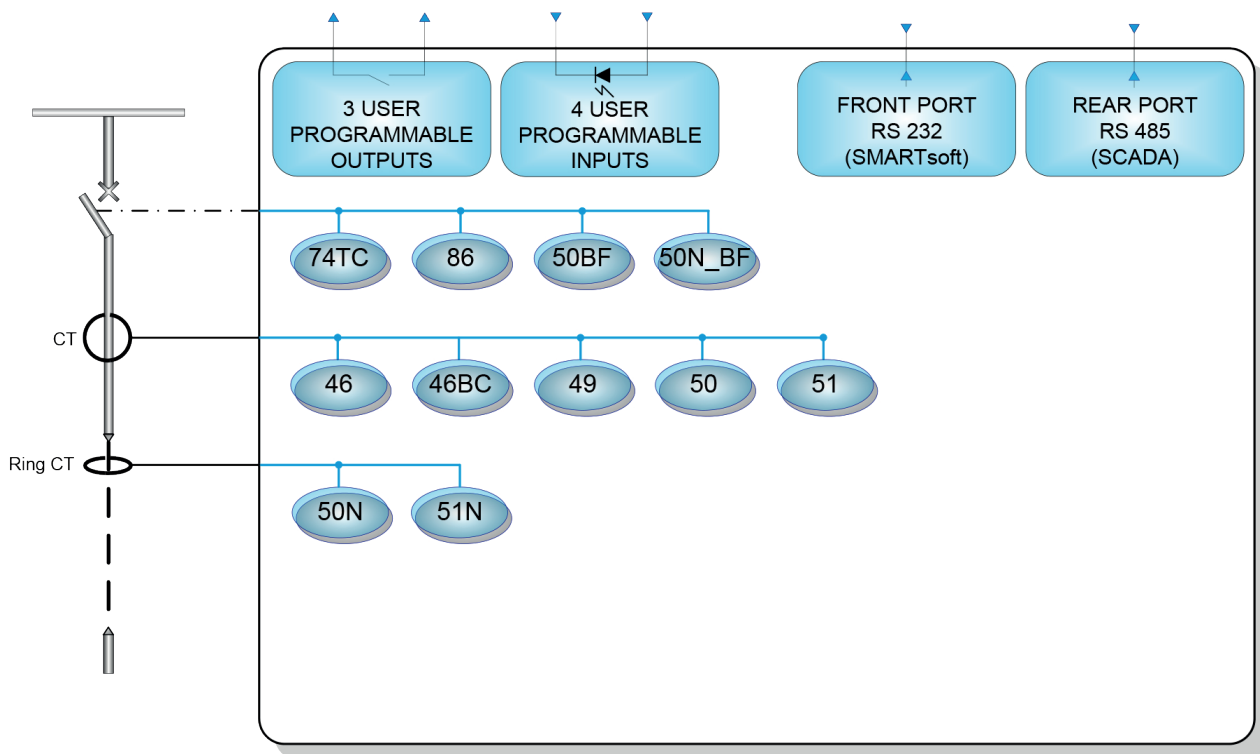 3 USER
PROGRAMMABLE
OUTPUTS
4 USER
PROGRAMMABLE
INPUTS
FRONT PORT
RS 232
(SMARTsoft)
REAR PORT
RS 485
(SCADA)
74TC
86
50BF
50N_BF
CT
46
46BC
49
50
51
Ring CT
50N
51N